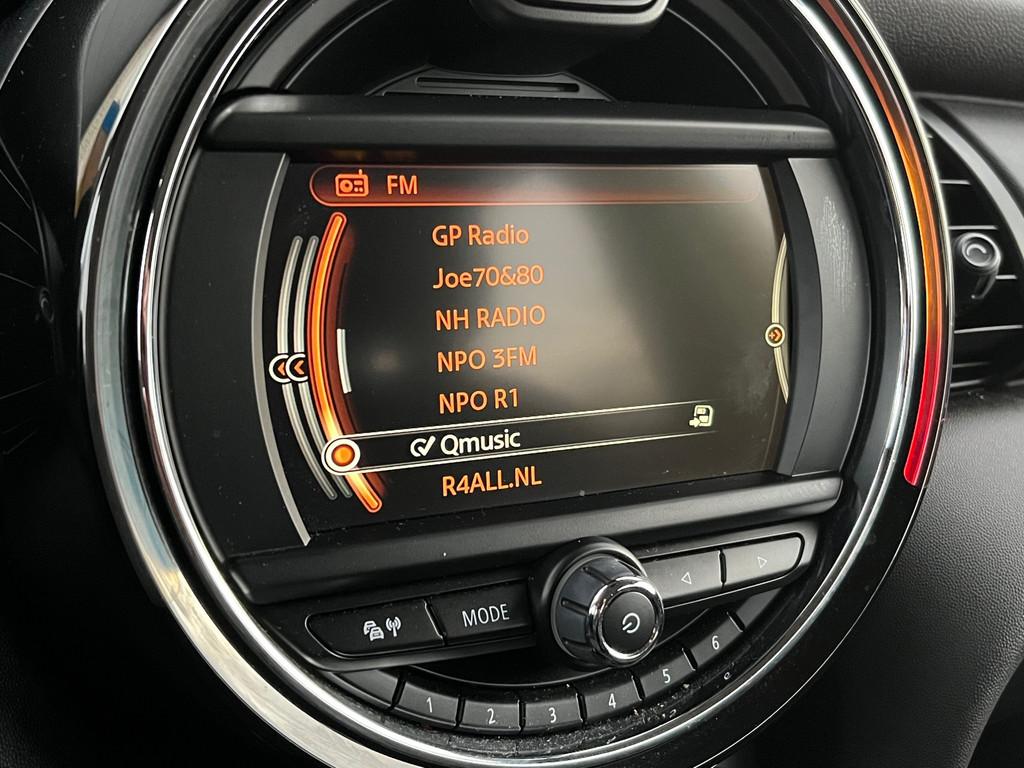 FM
GP Radio
Joe70&80
NH RADIO
NPO 3FM
NPO R1
Qmusic
R4ALL.NL
MODE
1 2 3 4 5 6